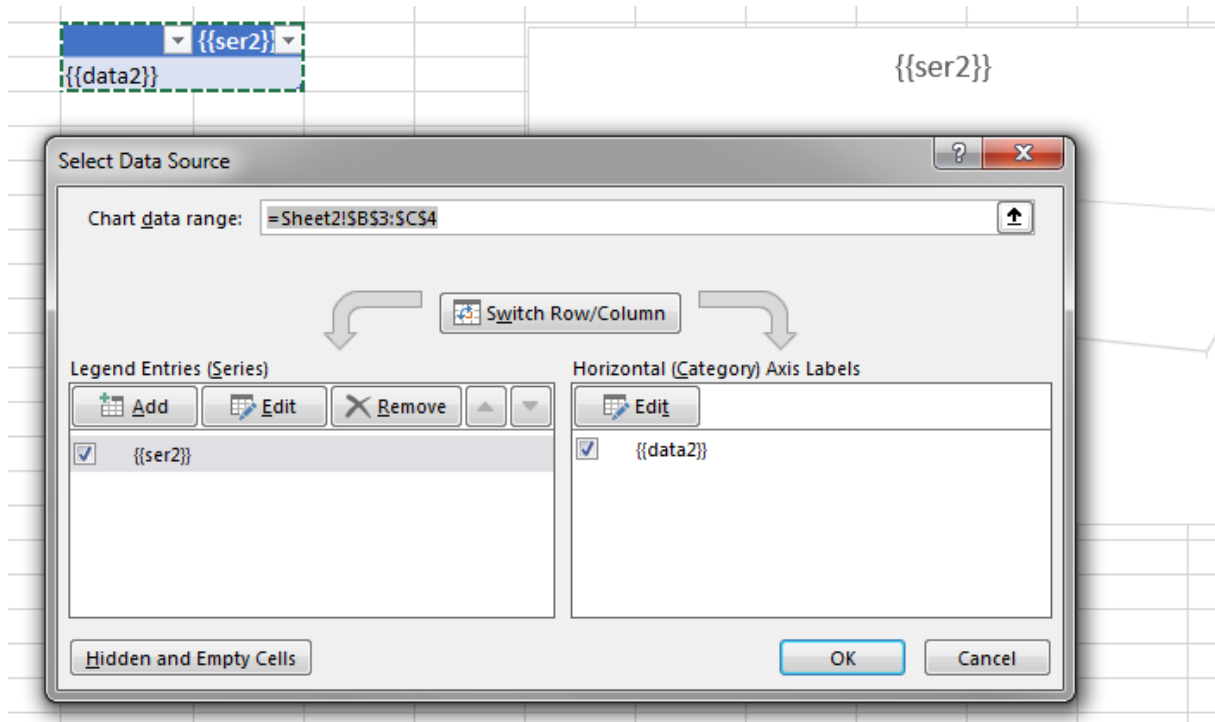 {{ser2}}
{{data2}}
{{ser2}}
Select Data Source
?
Chart data range: =Sheet2!$B$3:$C$4
Switch Row/Column
Legend Entries (Series)
Horizontal (Category) Axis Labels
Add Edit Remove
Edit
{{ser2}}
{{data2}}
Hidden and Empty Cells
OK Cancel